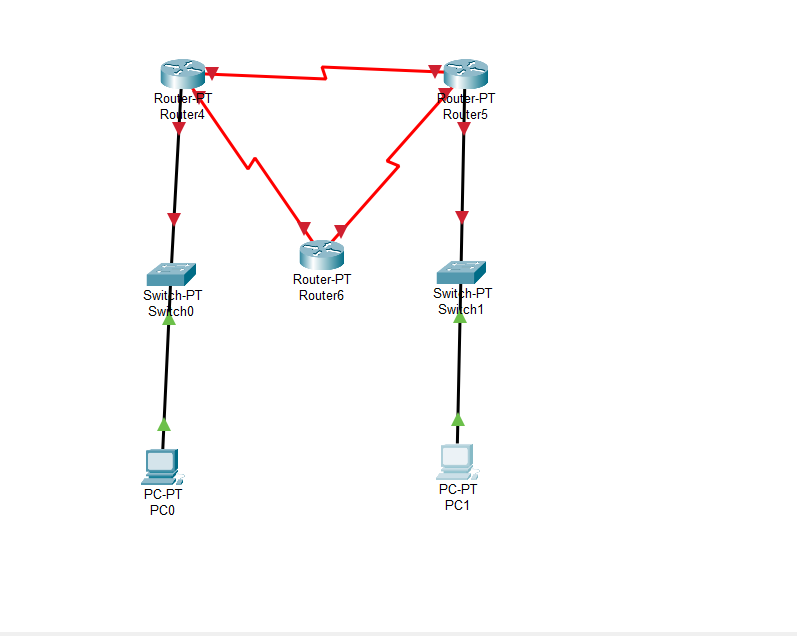 Router-PT
Router4
Router-PT
Router5
Router-PT
Router6
Switch-PT
Switch0
Switch-PT
Switch1
PC-PT
PC0
PC-PT
PC1